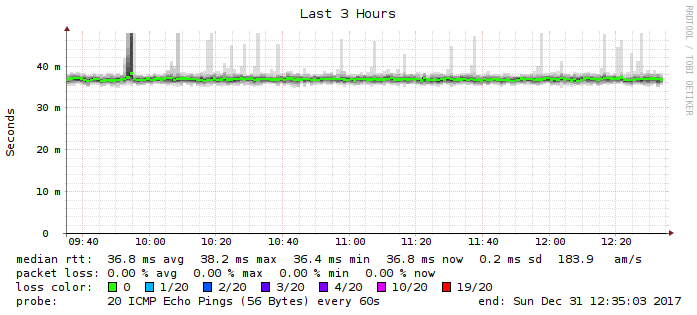 Last 3 Hours
RRDTOOL / TOBI OETIKER
Seconds
40 m
30 m
20 m
10 m
0
09:40 10:00 10:20 10:40 11:00 11:20 11:40 12:00 12:20
median rtt: 36.8 ms avg 38.2 ms max 36.4 ms min 36.8 ms now 0.2 ms sd 183.9 am/s
packet loss: 0.00 % avg 0.00 % max 0.00 % min 0.00 % now
loss color: 0 1/20 2/20 3/20 4/20 10/20 19/20
probe: 20 ICMP Echo Pings (56 Bytes) every 60s end: Sun Dec 31 12:35:03 2017